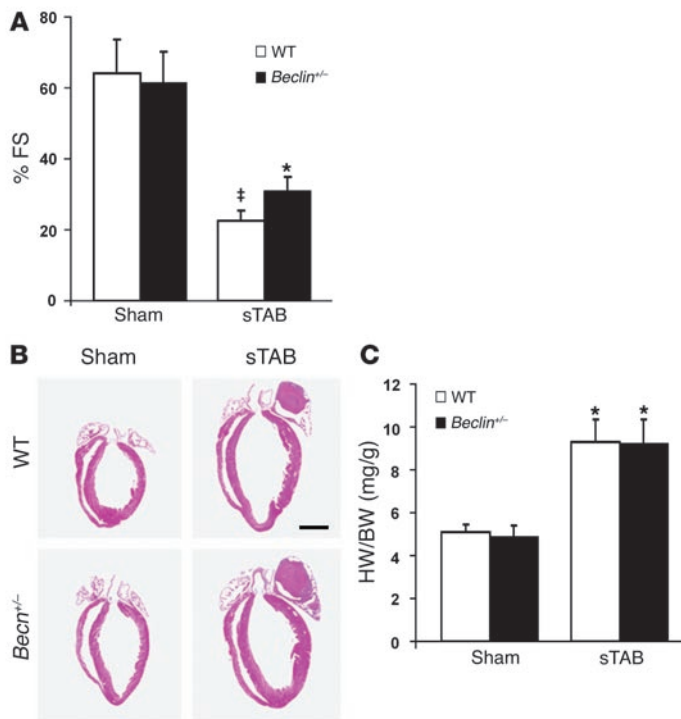 A
80
60
40
20
0
% FS
WT
Beclin+/–
‡
*
Sham
sTAB
B
Sham
sTAB
WT
Becn+/–
C
12
10
8
6
4
2
0
HW/BW (mg/g)
WT
Beclin+/–
*
*
Sham
sTAB